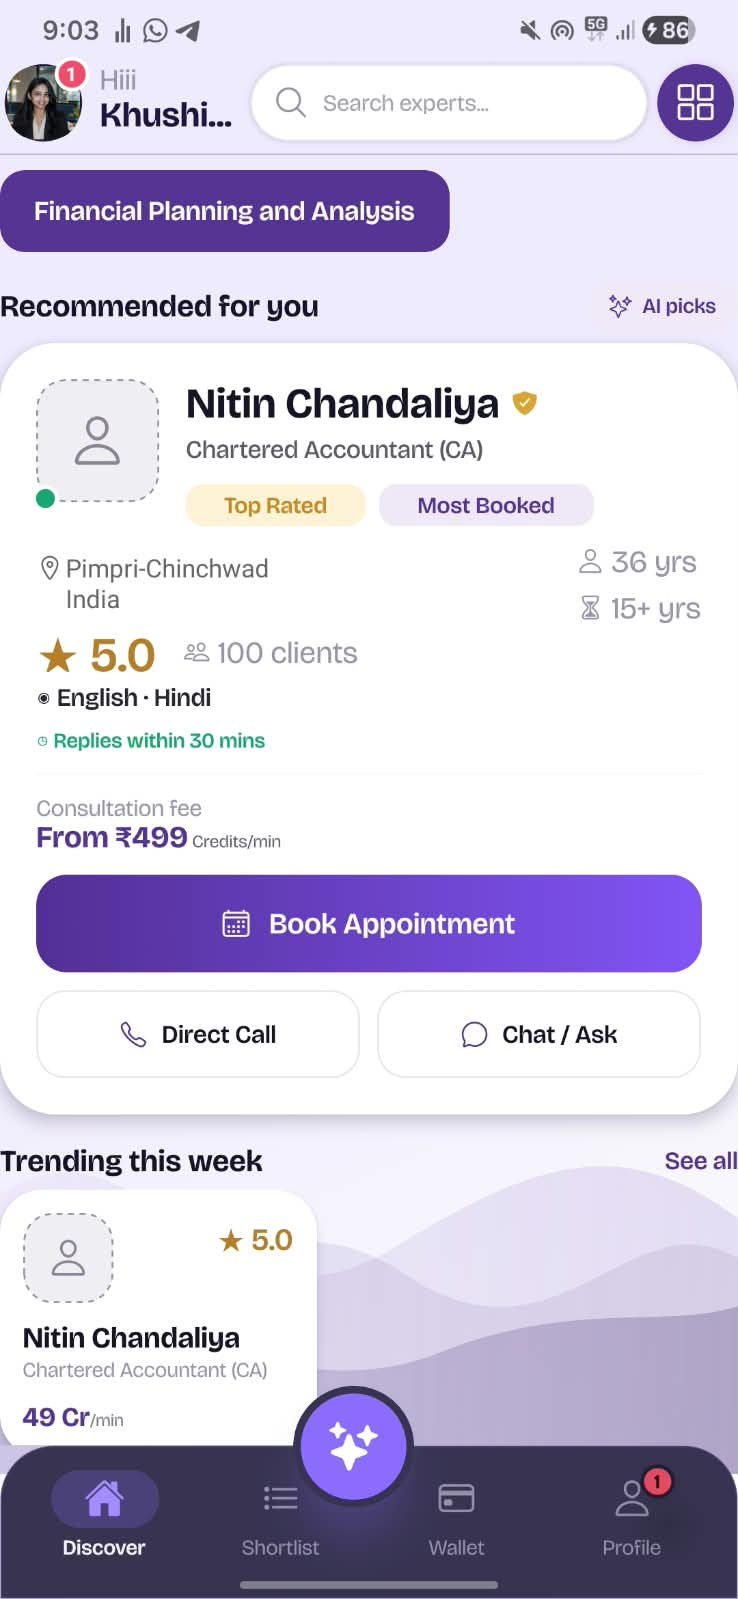 9:03
5G
86
1
Hiii
Khushi...
Search experts...
Financial Planning and Analysis
Recommended for you
AI picks
Nitin Chandaliya
Chartered Accountant (CA)
Top Rated
Most Booked
Pimpri-Chinchwad
India
36 yrs
15+ yrs
★ 5.0
100 clients
English · Hindi
Replies within 30 mins
Consultation fee
From ₹499 Credits/min
Book Appointment
Direct Call
Chat / Ask
Trending this week
See all
★ 5.0
Nitin Chandaliya
Chartered Accountant (CA)
49 Cr/min
1
Discover
Shortlist
Wallet
Profile